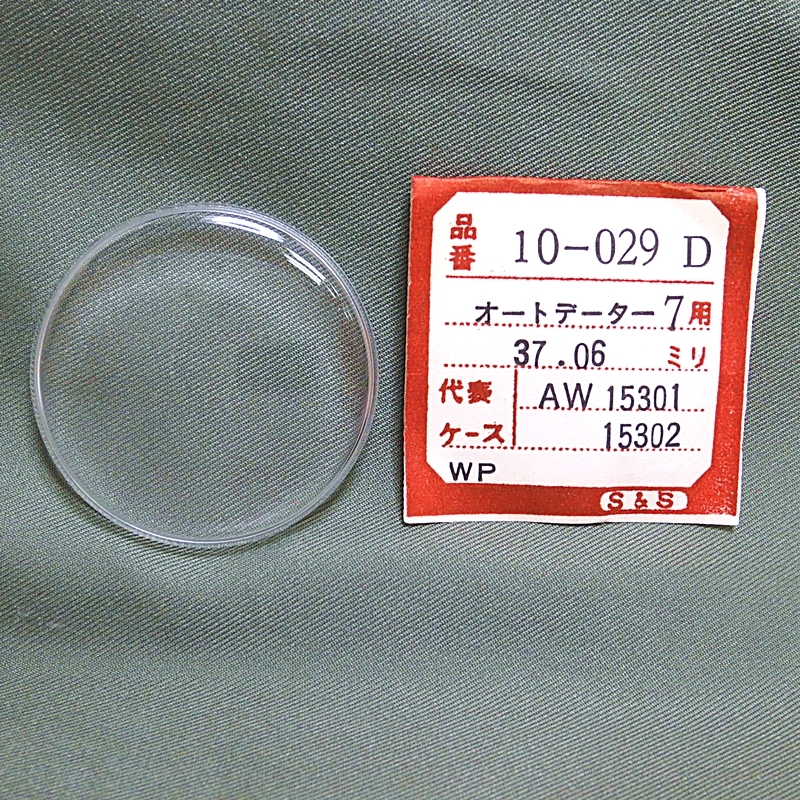 品番 10-029 D
オートデーター7用
37.06 ミリ
代表 AW 15301
ケース 15302
WP
S&S